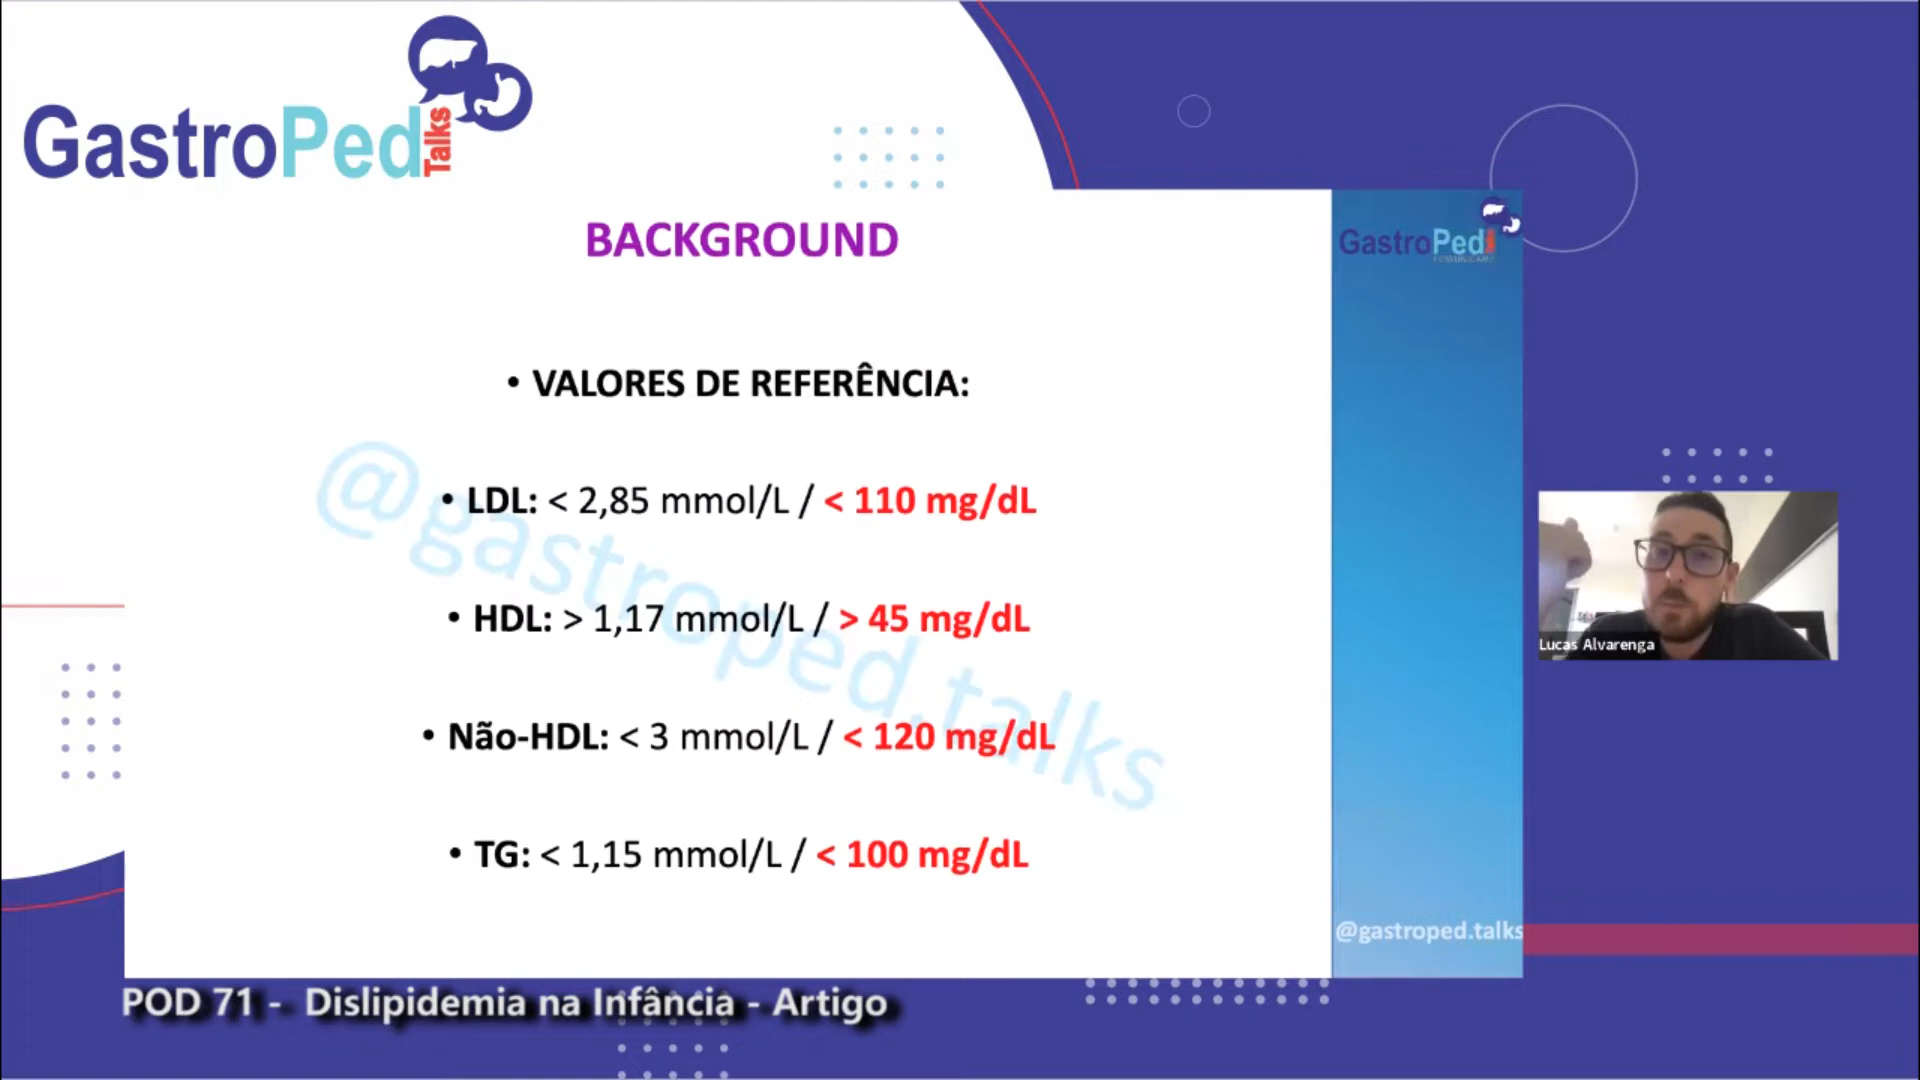 GastroPed Talks
BACKGROUND
• VALORES DE REFERÊNCIA:
• LDL: < 2,85 mmol/L / < 110 mg/dL
• HDL: > 1,17 mmol/L / > 45 mg/dL
• Não-HDL: < 3 mmol/L / < 120 mg/dL
• TG: < 1,15 mmol/L / < 100 mg/dL
@gastroped.talks
GastroPed
@gastroped.talks
Lucas Alvarenga
POD 71 - Dislipidemia na Infância - Artigo